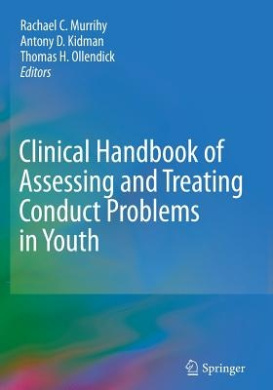 Rachael C. Murrihy
Antony D. Kidman
Thomas H. Ollendick
Editors
Clinical Handbook of
Assessing and Treating
Conduct Problems
in Youth
Springer